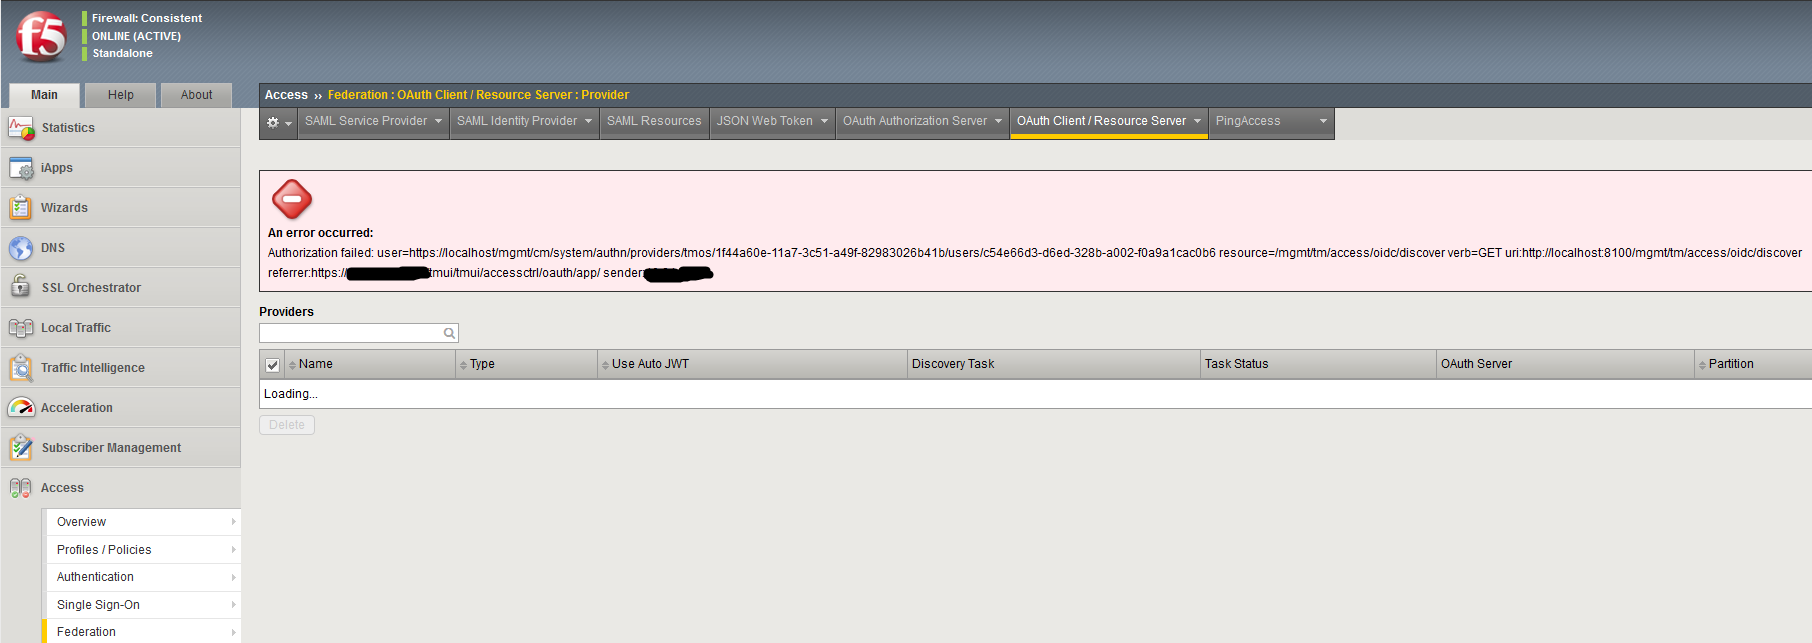 f5
Firewall: Consistent
ONLINE (ACTIVE)
Standalone
Main Help About
Access ›› Federation : OAuth Client / Resource Server : Provider
SAML Service Provider SAML Identity Provider SAML Resources JSON Web Token OAuth Authorization Server OAuth Client / Resource Server PingAccess
Statistics
iApps
Wizards
DNS
SSL Orchestrator
Local Traffic
Traffic Intelligence
Acceleration
Subscriber Management
Access
Overview
Profiles / Policies
Authentication
Single Sign-On
Federation
An error occurred:
Authorization failed: user=https://localhost/mgmt/cm/system/authn/providers/tmos/1f44a60e-11a7-3c51-a49f-82983026b41b/users/c54e66d3-d6ed-328b-a002-f0a9a1cac0b6 resource=/mgmt/tm/access/oidc/discover verb=GET uri:http://localhost:8100/mgmt/tm/access/oidc/discover
referrer:https:// tmui/tmui/accessctrl/oauth/app/ sender:
Providers
Name Type Use Auto JWT Discovery Task Task Status OAuth Server Partition
Loading...
Delete